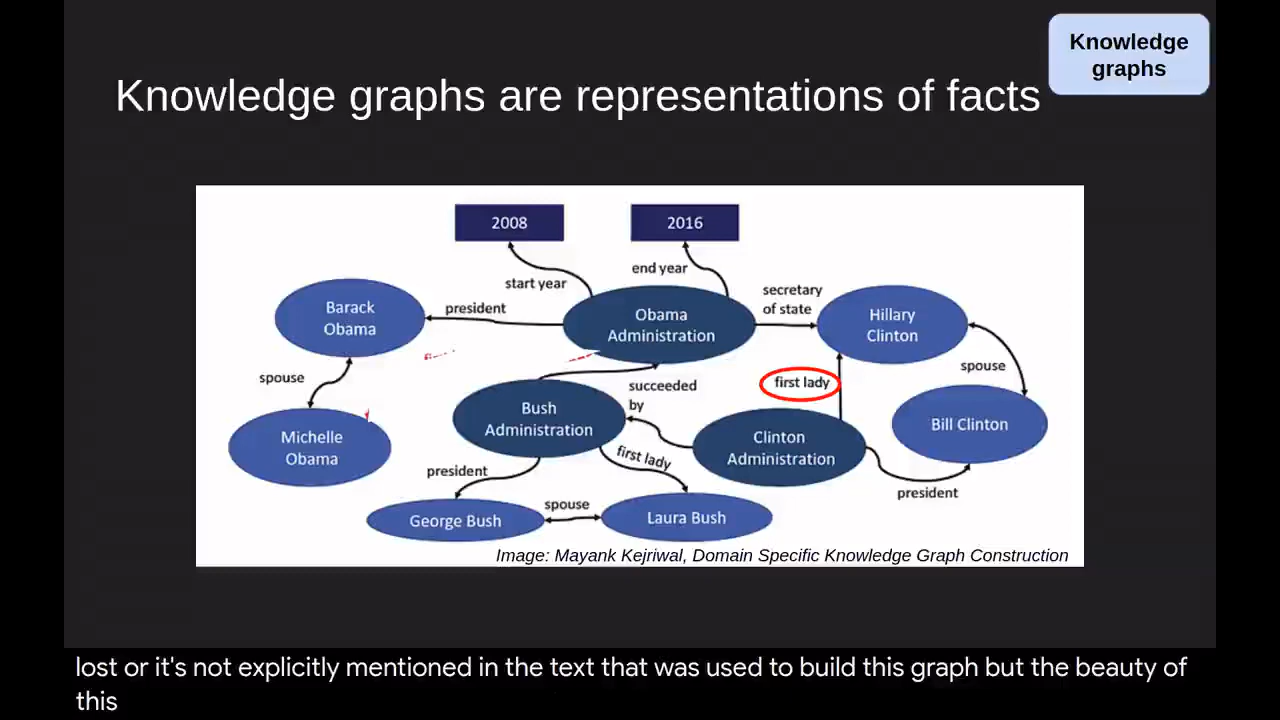 Knowledge
graphs
Knowledge graphs are representations of facts
2008
2016
start year
end year
Barack
Obama
president
Obama
Administration
secretary
of state
Hillary
Clinton
spouse
succeeded
by
first lady
spouse
Michelle
Obama
Bush
Administration
Clinton
Administration
Bill Clinton
president
first lady
president
George Bush
spouse
Laura Bush
Image: Mayank Kejriwal, Domain Specific Knowledge Graph Construction
lost or it's not explicitly mentioned in the text that was used to build this graph but the beauty of
this